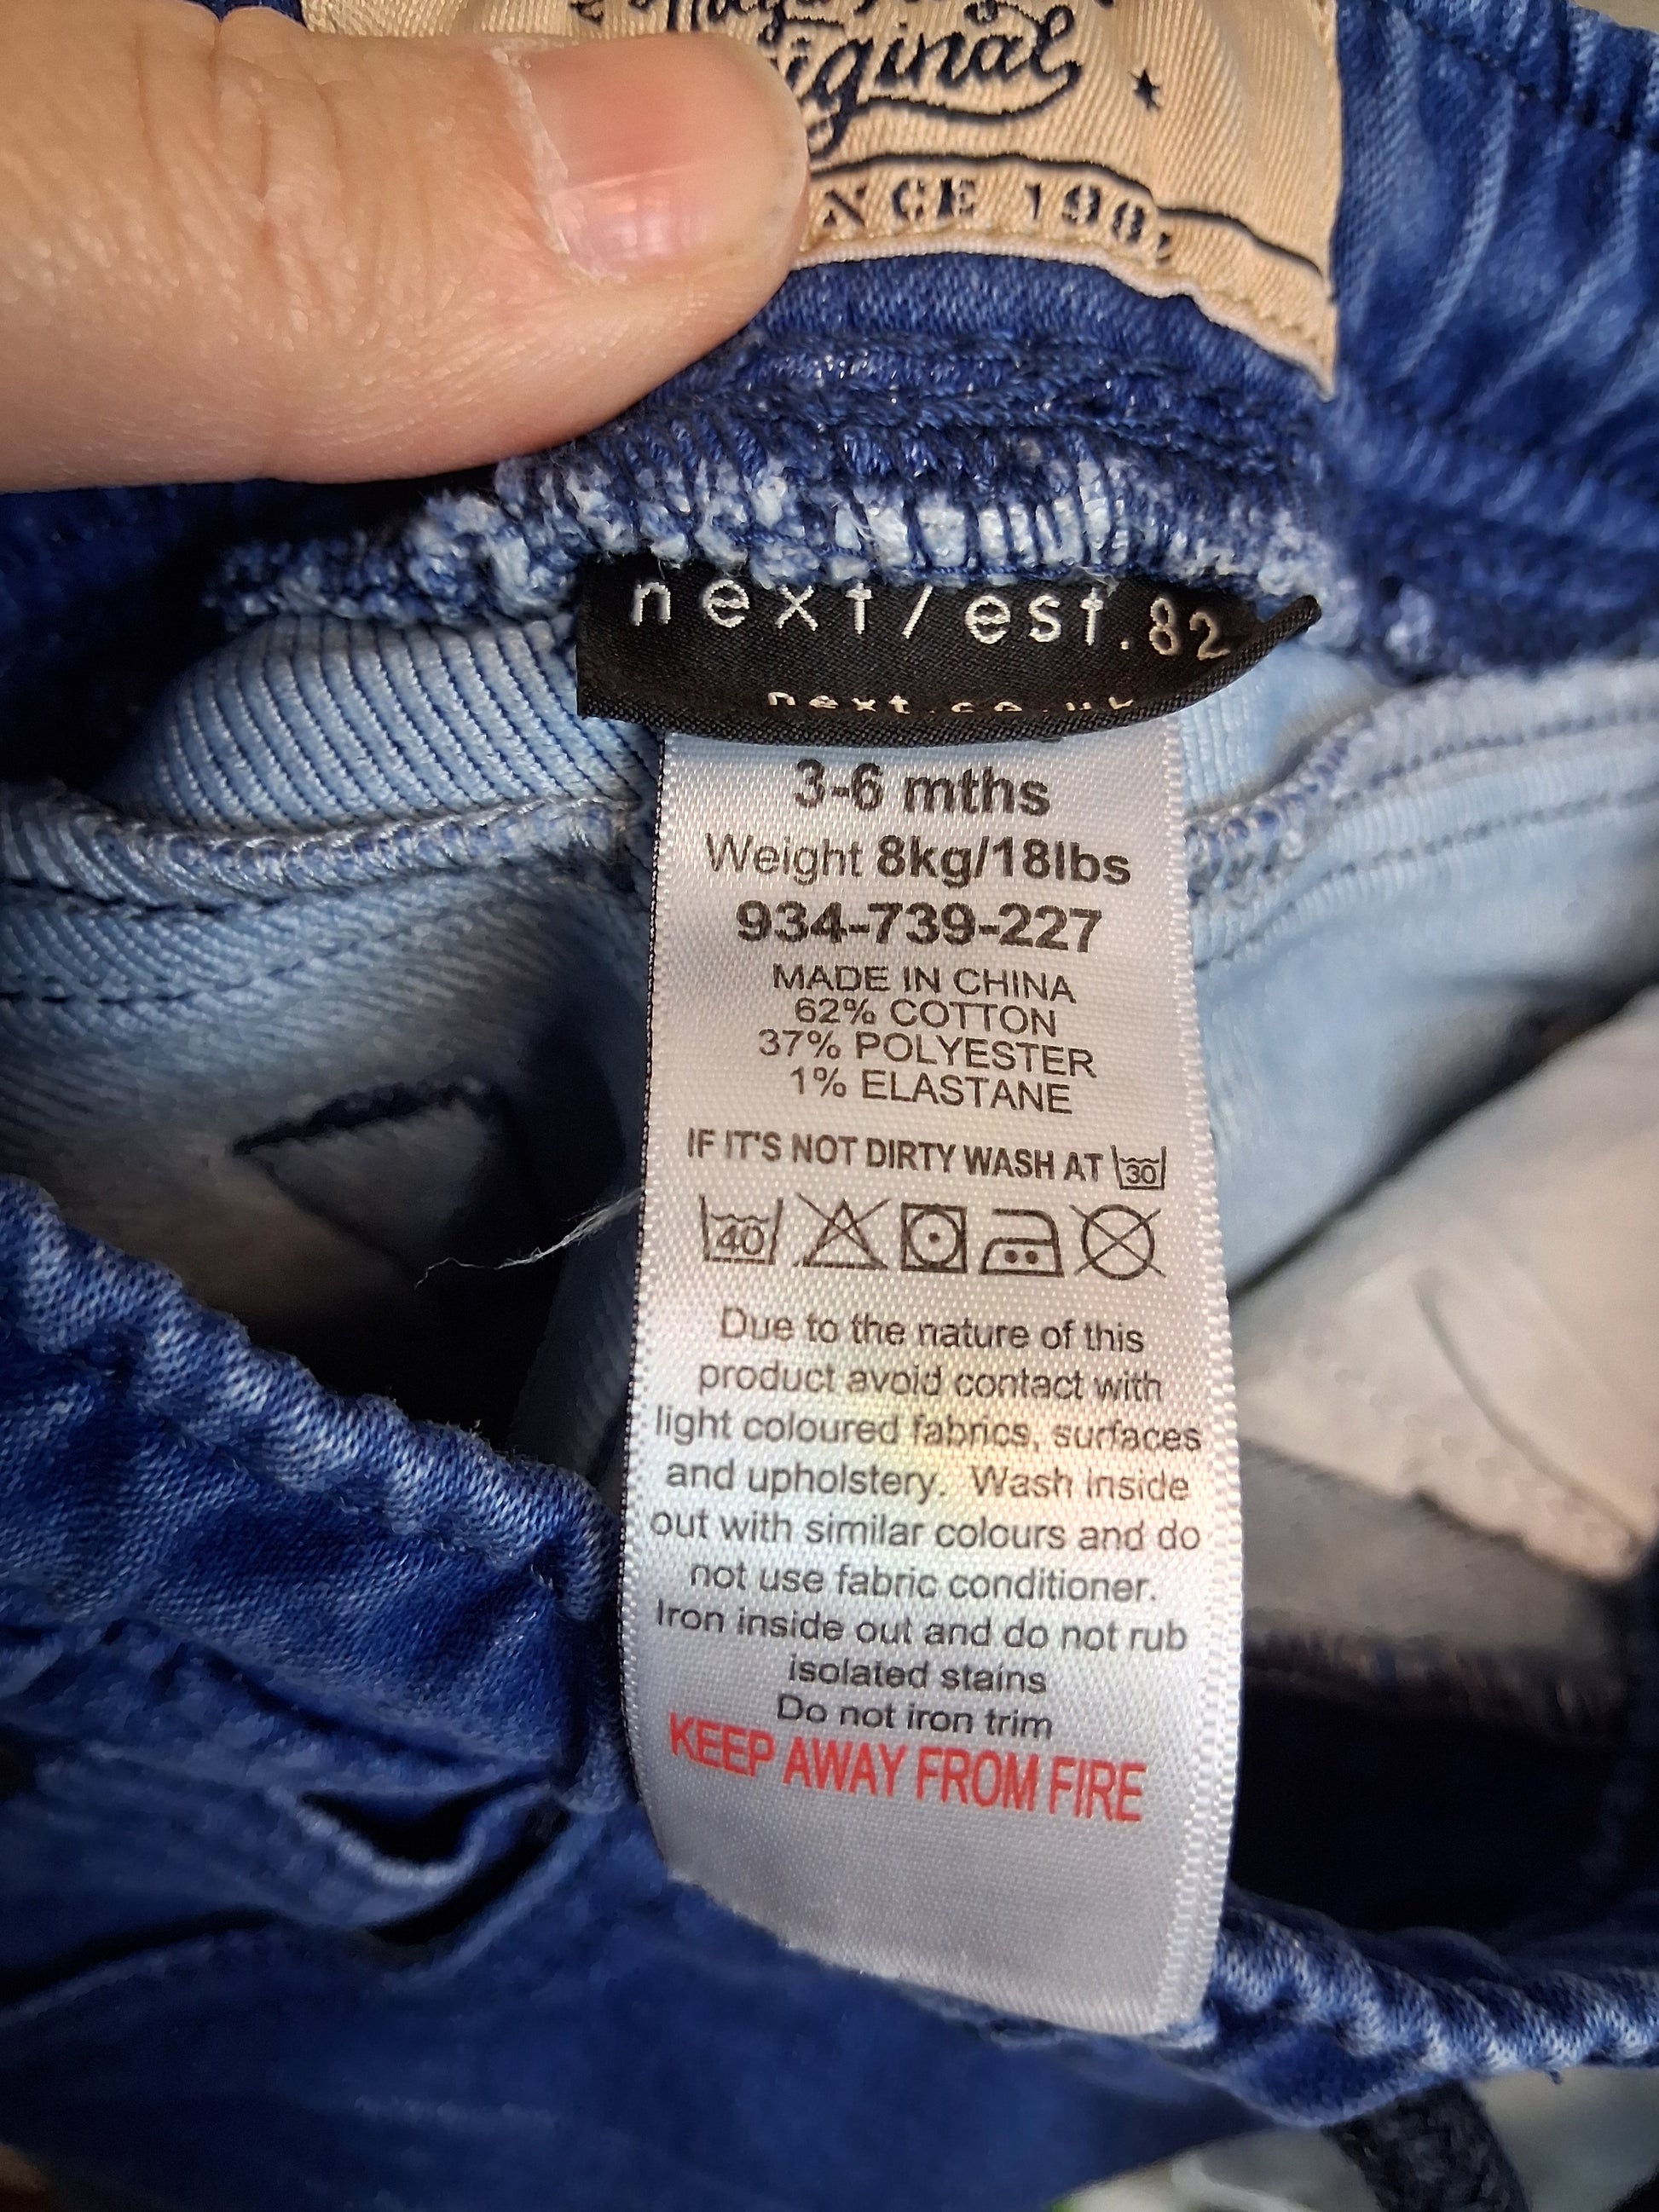 iginal
NCE 198
next/est.82
next.co.uk
3-6 mths
Weight 8kg/18lbs
934-739-227
MADE IN CHINA
62% COTTON
37% POLYESTER
1% ELASTANE
IF IT'S NOT DIRTY WASH AT 30
40
Due to the nature of this
product avoid contact with
light coloured fabrics, surfaces
and upholstery. Wash inside
out with similar colours and do
not use fabric conditioner.
Iron inside out and do not rub
isolated stains
Do not iron trim
KEEP AWAY FROM FIRE